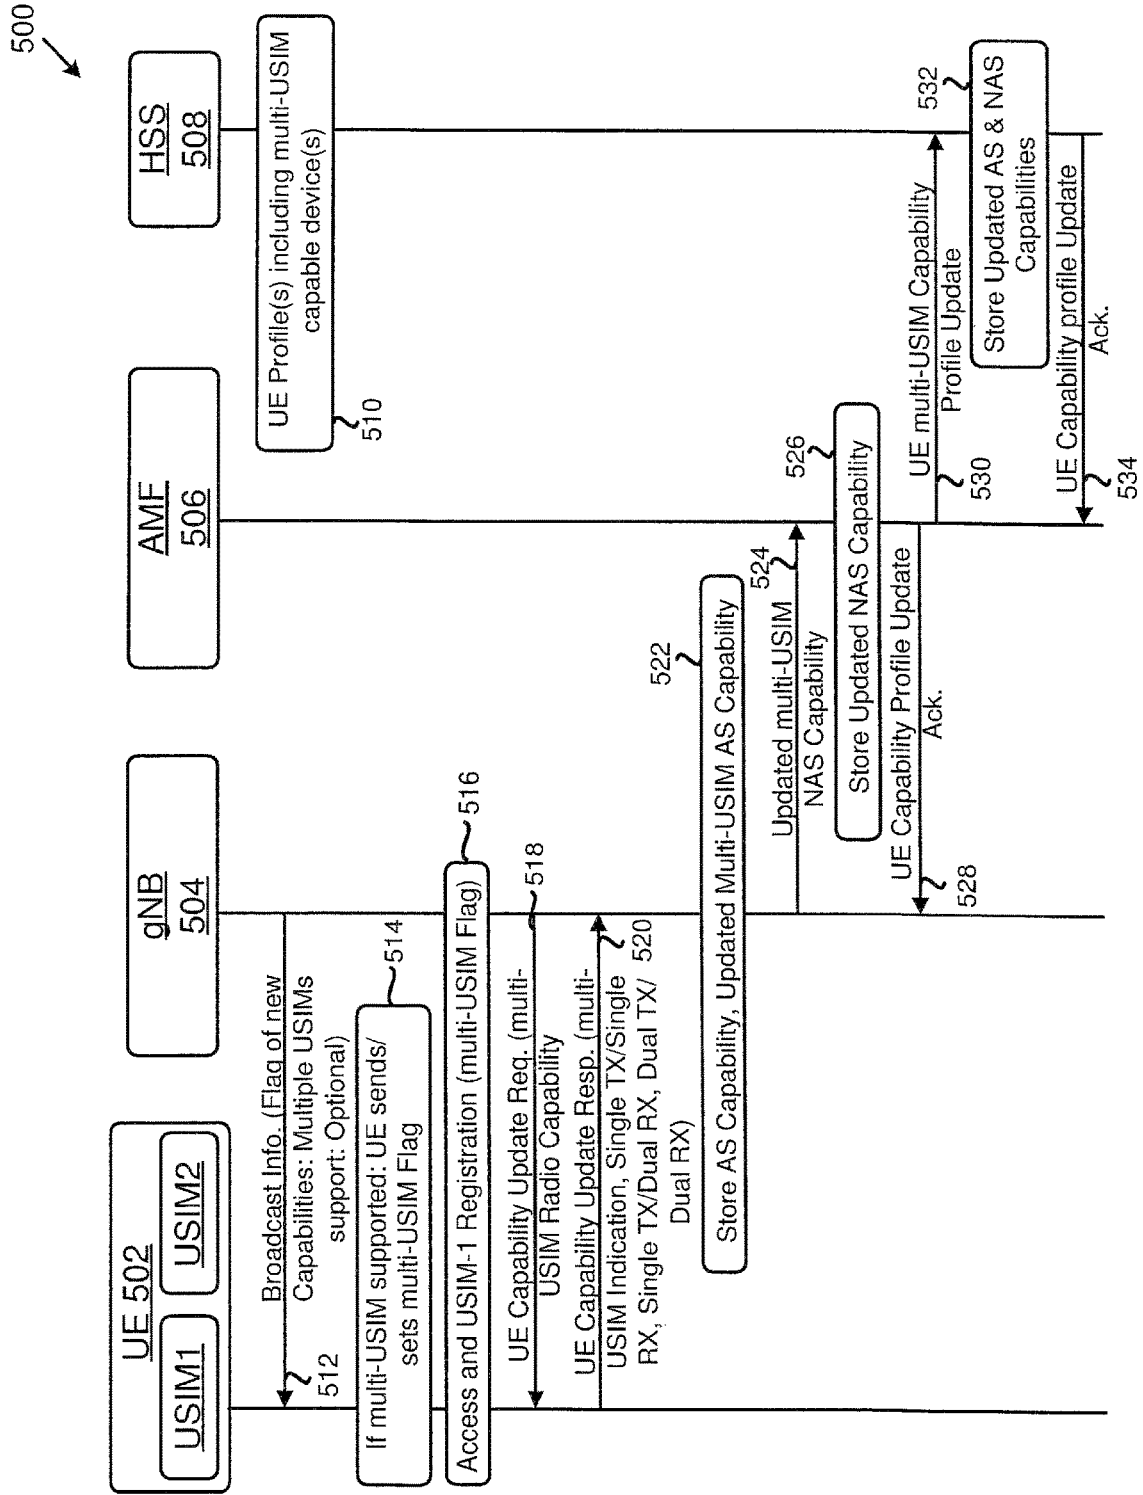 500
UE 502
USIM1
USIM2
gNB
504
AMF
506
HSS
508
UE Profile(s) including multi-USIM
capable device(s)
510
Broadcast Info. (Flag of new
Capabilities: Multiple USIMs
support: Optional)
512
If multi-USIM supported: UE sends/
sets multi-USIM Flag
514
Access and USIM-1 Registration (multi-USIM Flag)
516
UE Capability Update Req. (multi-
USIM Radio Capability
518
UE Capability Update Resp. (multi-
USIM Indication, Single TX/Single
RX, Single TX/Dual RX, Dual TX/
Dual RX)
520
Store AS Capability, Updated Multi-USIM AS Capability
522
Updated multi-USIM
NAS Capability
524
Store Updated NAS Capability
526
UE Capability Profile Update
Ack.
528
UE multi-USIM Capability
Profile Update
530
Store Updated AS & NAS
Capabilities
532
UE Capability profile Update
Ack.
534